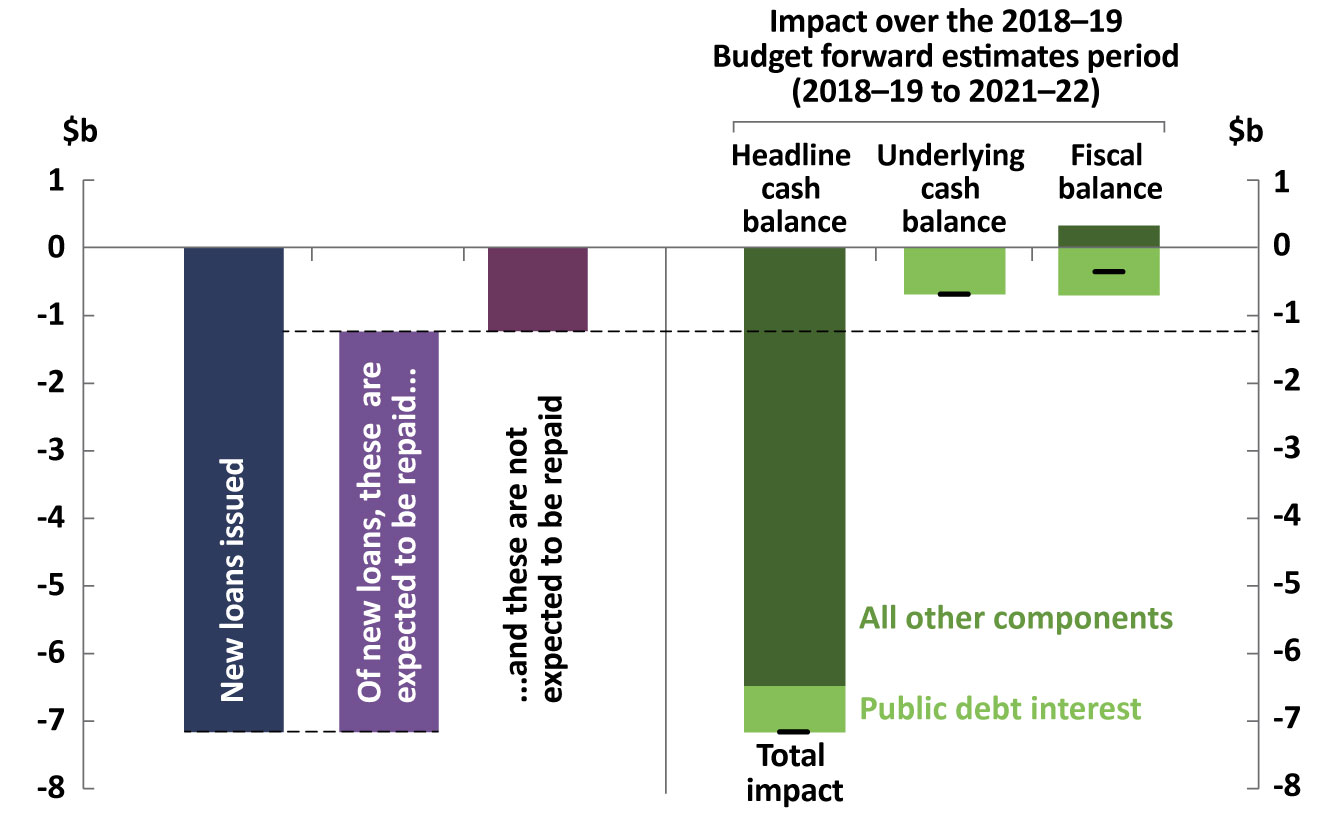 Impact over the 2018–19
Budget forward estimates period
(2018–19 to 2021–22)
$b
$b
Headline
cash
balance
Underlying
cash
balance
Fiscal
balance
1
0
-1
-2
-3
-4
-5
-6
-7
-8
New loans issued
Of new loans, these are
expected to be repaid...
...and these are not
expected to be repaid
All other components
Public debt interest
Total
impact
1
0
-1
-2
-3
-4
-5
-6
-7
-8